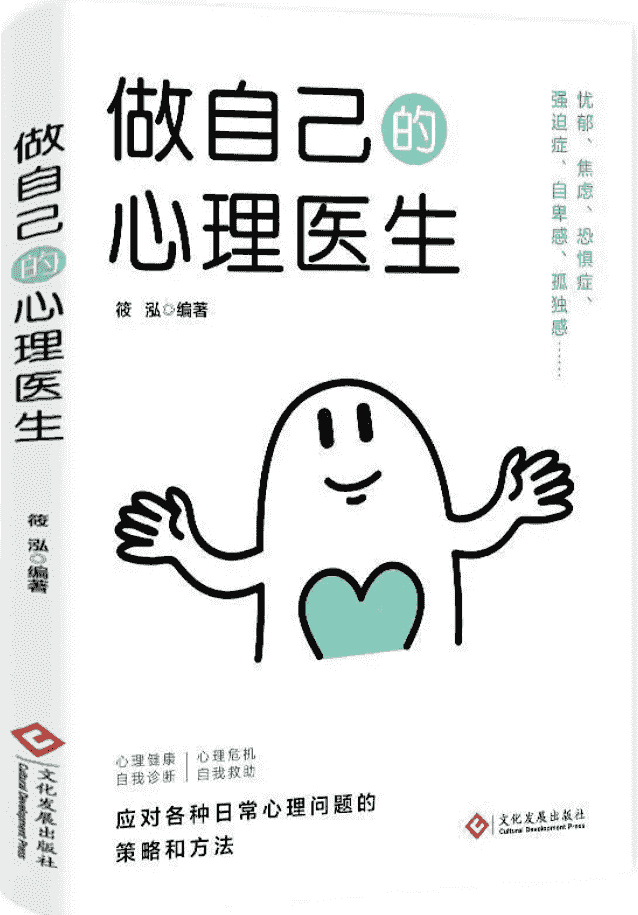 做自己的
心理医生
筱 泓◎编著
忧郁、焦虑、恐惧症、
强迫症、自卑感、孤独感……
心理健康
自我诊断
心理危机
自我救助
应对各种日常心理问题的
策略和方法
文化发展出版社
Cultural Development Press
做自己的心理医生
筱 泓◎编著
文化发展出版社
Cultural Development Press